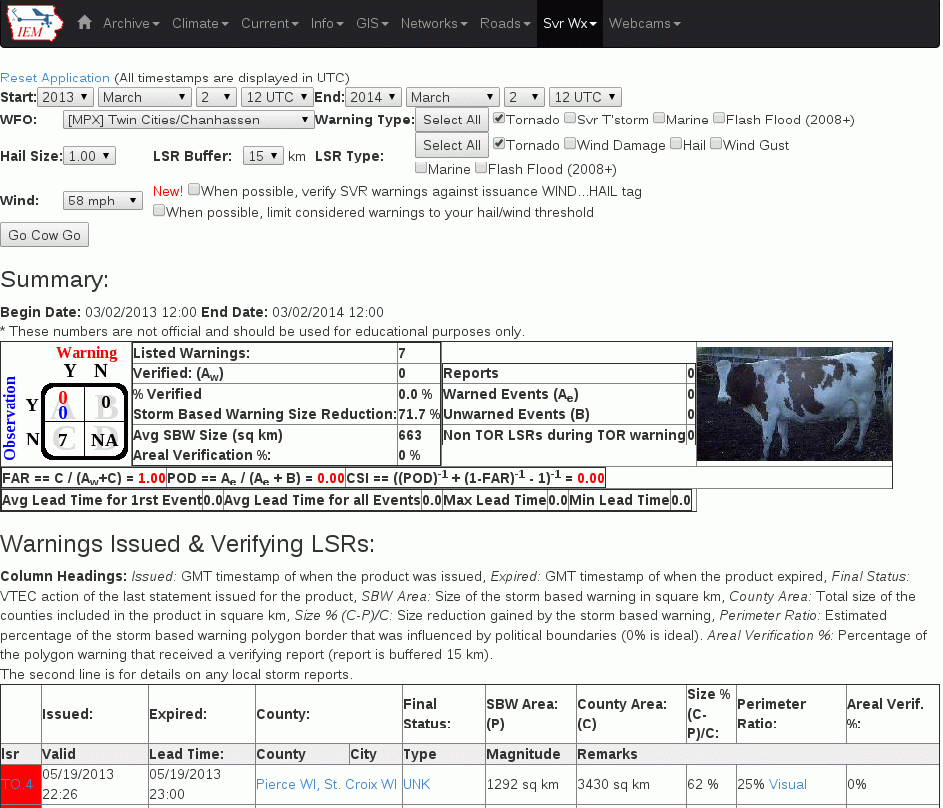 IEM Archive Climate Current Info GIS Networks Roads Svr Wx Webcams
Reset Application (All timestamps are displayed in UTC)
Start: 2013 March 2 12 UTC End: 2014 March 2 12 UTC
WFO: [MPX] Twin Cities/Chanhassen Warning Type: Select All Tornado Svr T'storm Marine Flash Flood (2008+)
Hail Size: 1.00 LSR Buffer: 15 km LSR Type: Select All Tornado Wind Damage Hail Wind Gust
Marine Flash Flood (2008+)
Wind: 58 mph New! When possible, verify SVR warnings against issuance WIND...HAIL tag
When possible, limit considered warnings to your hail/wind threshold
Go Cow Go
Summary:
Begin Date: 03/02/2013 12:00 End Date: 03/02/2014 12:00
* These numbers are not official and should be used for educational purposes only.
Warning
Y N
Observation
Y 0 0 A 0 B
N 7 C NA D
Listed Warnings: 7
Verified: (Aw) 0 Reports 0
% Verified 0.0 % Warned Events (Ae) 0
Storm Based Warning Size Reduction: 71.7 % Unwarned Events (B) 0
Avg SBW Size (sq km) 663 Non TOR LSRs during TOR warning 0
Areal Verification %: 0 %
FAR == C / (Aw+C) = 1.00 POD == Ae / (Ae + B) = 0.00 CSI == ((POD)-1 + (1-FAR)-1 - 1)-1 = 0.00
Avg Lead Time for 1rst Event 0.0 Avg Lead Time for all Events 0.0 Max Lead Time 0.0 Min Lead Time 0.0
Warnings Issued & Verifying LSRs:
Column Headings: Issued: GMT timestamp of when the product was issued, Expired: GMT timestamp of when the product expired, Final Status:
VTEC action of the last statement issued for the product, SBW Area: Size of the storm based warning in square km, County Area: Total size of the
counties included in the product in square km, Size % (C-P)/C: Size reduction gained by the storm based warning, Perimeter Ratio: Estimated
percentage of the storm based warning polygon border that was influenced by political boundaries (0% is ideal). Areal Verification %: Percentage of
the polygon warning that received a verifying report (report is buffered 15 km).
The second line is for details on any local storm reports.
Issued: Expired: County: Final Status: SBW Area: (P) County Area: (C) Size % (C-P)/C: Perimeter Ratio: Areal Verif. %:
lsr Valid Lead Time: County City Type Magnitude Remarks
TO.4 05/19/2013 22:26 05/19/2013 23:00 Pierce WI, St. Croix WI UNK 1292 sq km 3430 sq km 62 % 25% Visual 0%